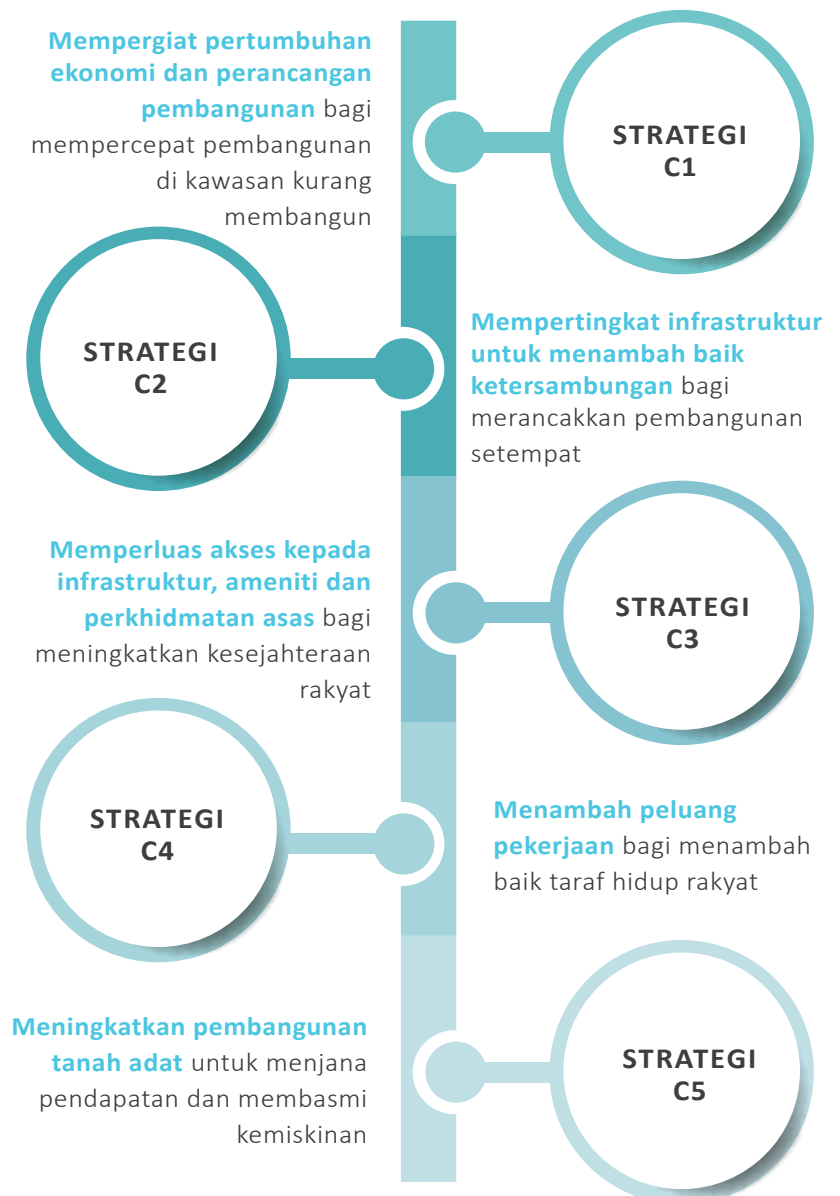 Mempergiat pertumbuhan
ekonomi dan perancangan
pembangunan bagi
mempercepat pembangunan
di kawasan kurang
membangun
STRATEGI
C1
STRATEGI
C2
Mempertingkat infrastruktur
untuk menambah baik
ketersambungan bagi
merancakkan pembangunan
setempat
Memperluas akses kepada
infrastruktur, ameniti dan
perkhidmatan asas bagi
meningkatkan kesejahteraan
rakyat
STRATEGI
C3
STRATEGI
C4
Menambah peluang
pekerjaan bagi menambah
baik taraf hidup rakyat
Meningkatkan pembangunan
tanah adat untuk menjana
pendapatan dan membasmi
kemiskinan
STRATEGI
C5